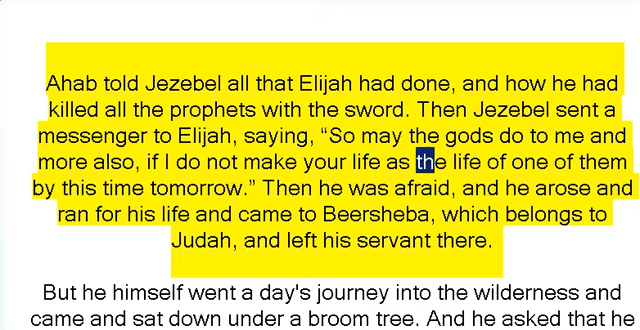 Ahab told Jezebel all that Elijah had done, and how he had
killed all the prophets with the sword. Then Jezebel sent a
messenger to Elijah, saying, “So may the gods do to me and
more also, if I do not make your life as the life of one of them
by this time tomorrow.” Then he was afraid, and he arose and
ran for his life and came to Beersheba, which belongs to
Judah, and left his servant there.
But he himself went a day's journey into the wilderness and
came and sat down under a broom tree. And he asked that he